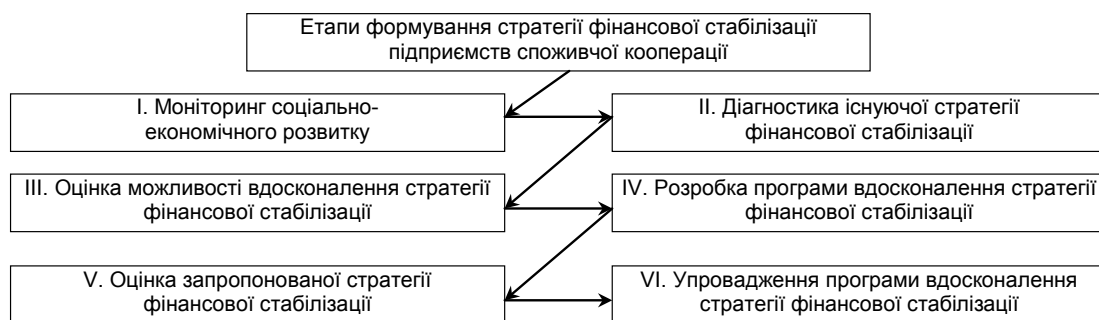 Етапи формування стратегії фінансової стабілізації
підприємств споживчої кооперації
I. Моніторинг соціально-
економічного розвитку
II. Діагностика існуючої стратегії
фінансової стабілізації
III. Оцінка можливості вдосконалення стратегії
фінансової стабілізації
IV. Розробка програми вдосконалення стратегії
фінансової стабілізації
V. Оцінка запропонованої стратегії
фінансової стабілізації
VI. Упровадження програми вдосконалення
стратегії фінансової стабілізації